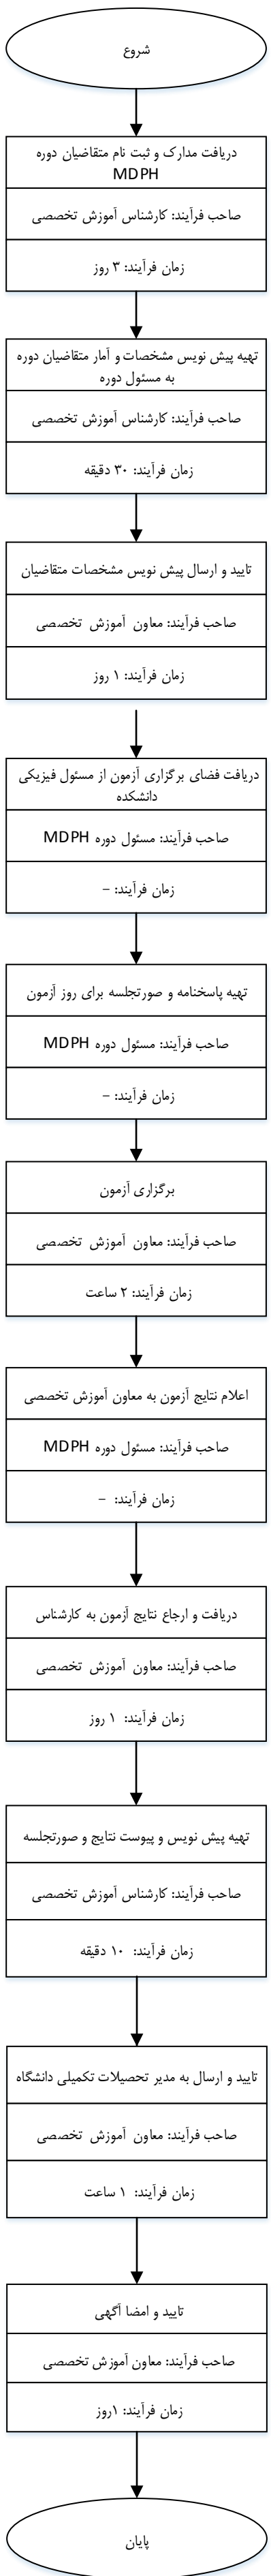 شروع
دریافت مدارک و ثبت نام متقاضیان دوره
MDPH
صاحب فرآیند: کارشناس آموزش تخصصی
زمان فرآیند: ۳ روز
تهیه پیش نویس مشخصات و آمار متقاضیان دوره
به مسئول دوره
صاحب فرآیند: کارشناس آموزش تخصصی
زمان فرآیند: ۳۰ دقیقه
تایید و ارسال پیش نویس مشخصات متقاضیان
صاحب فرآیند: معاون آموزش تخصصی
زمان فرآیند: ۱ روز
دریافت فضای برگزاری آزمون از مسئول فیزیکی
دانشکده
صاحب فرآیند: مسئول دوره MDPH
زمان فرآیند: –
تهیه پاسخنامه و صورتجلسه برای روز آزمون
صاحب فرآیند: مسئول دوره MDPH
زمان فرآیند: –
برگزاری آزمون
صاحب فرآیند: معاون آموزش تخصصی
زمان فرآیند: ۲ ساعت
اعلام نتایج آزمون به معاون آموزش تخصصی
صاحب فرآیند: مسئول دوره MDPH
زمان فرآیند: –
دریافت و ارجاع نتایج آزمون به کارشناس
صاحب فرآیند: معاون آموزش تخصصی
زمان فرآیند: ۱ روز
تهیه پیش نویس و پیوست نتایج و صورتجلسه
صاحب فرآیند: کارشناس آموزش تخصصی
زمان فرآیند: ۱۰ دقیقه
تایید و ارسال به مدیر تحصیلات تکمیلی دانشگاه
صاحب فرآیند: معاون آموزش تخصصی
زمان فرآیند: ۱ ساعت
تایید و امضا آگهی
صاحب فرآیند: معاون آموزش تخصصی
زمان فرآیند: ۱روز
پایان